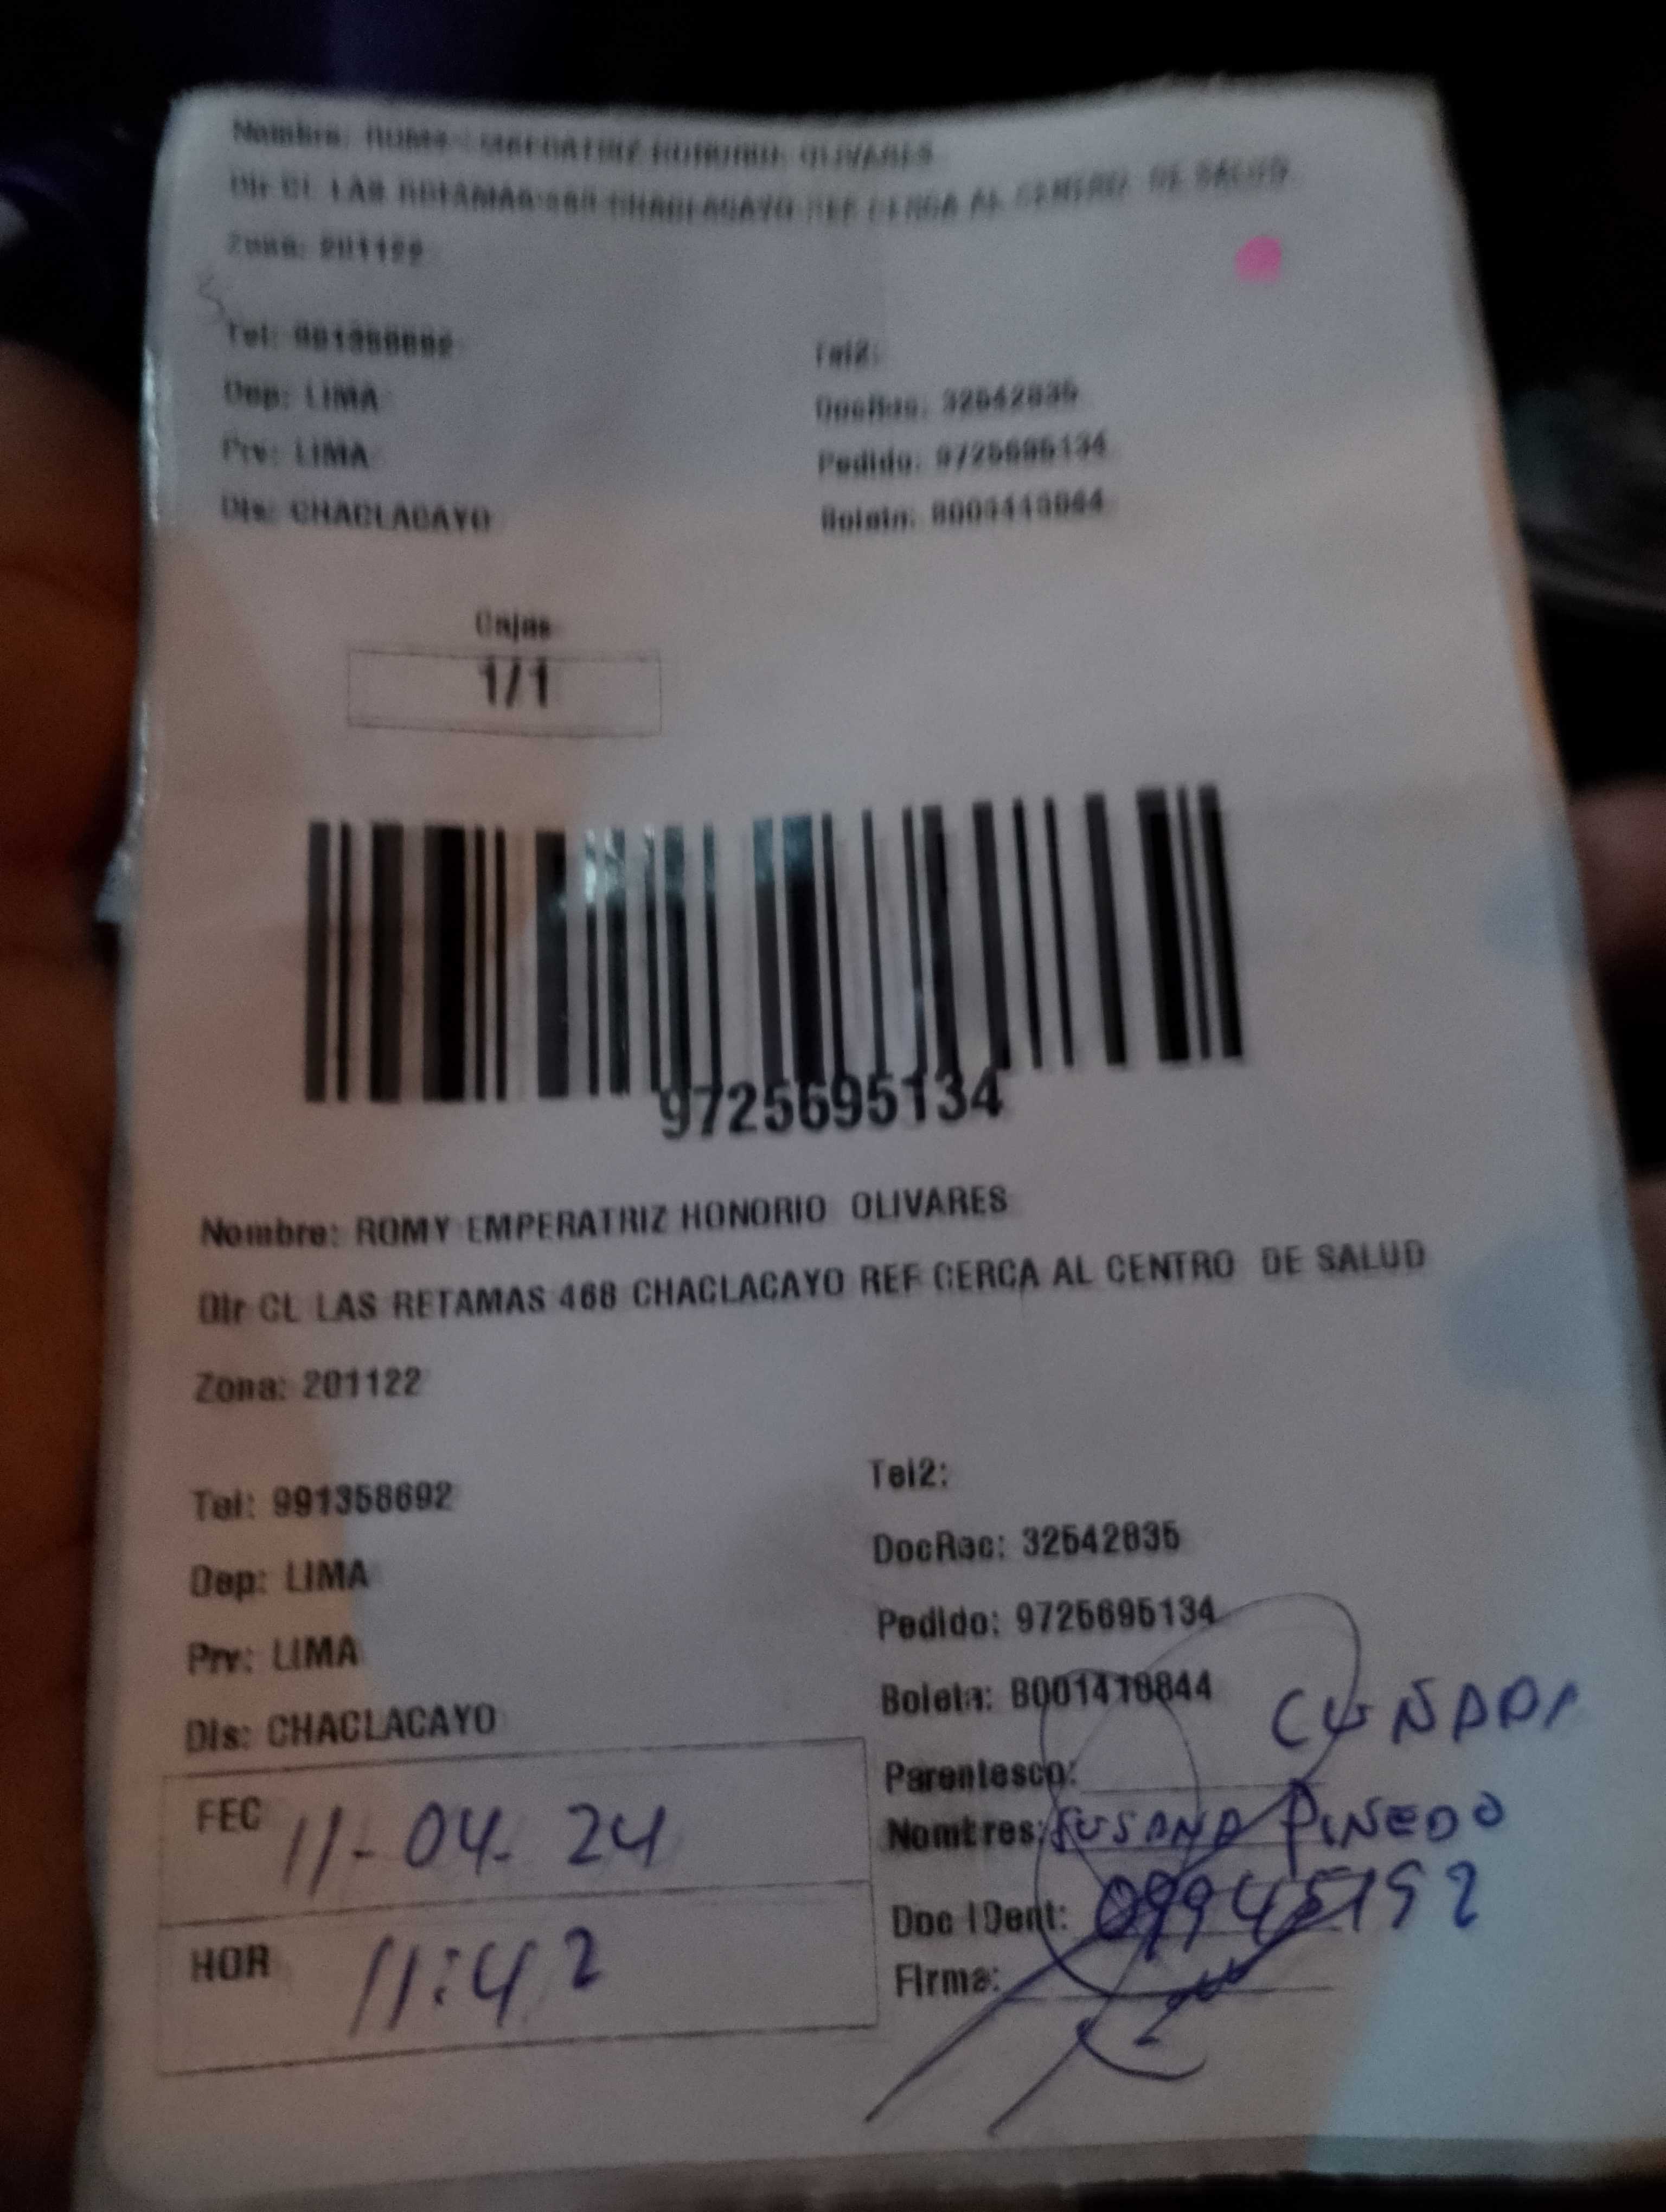 Nombre: OLIVARES
Dir CL LAS RETAMAS 468 CHACLACAYO REF CERCA AL CENTRO DE SALUD
Zona: 201122
Tel: 991358692 Tel2:
Dep: LIMA DocRec: 32542835
Prv: LIMA Pedido: 9725695134
Dis: CHACLACAYO Boleta:
Cajas
1/1
9725695134
Nombre: ROMY EMPERATRIZ HONORIO OLIVARES
Dir CL LAS RETAMAS 468 CHACLACAYO REF CERCA AL CENTRO DE SALUD
Zona: 201122
Tel: 991358692 Tel2:
Dep: LIMA DocRec: 32542835
Prv: LIMA Pedido: 9725695134
Dis: CHACLACAYO Boleta:
Parentesco: CUÑADA
FEC 11-04-24 Nombres: SUSANA PINEDO
Doc IDent: 09945192
HOR 11:42 Firma: